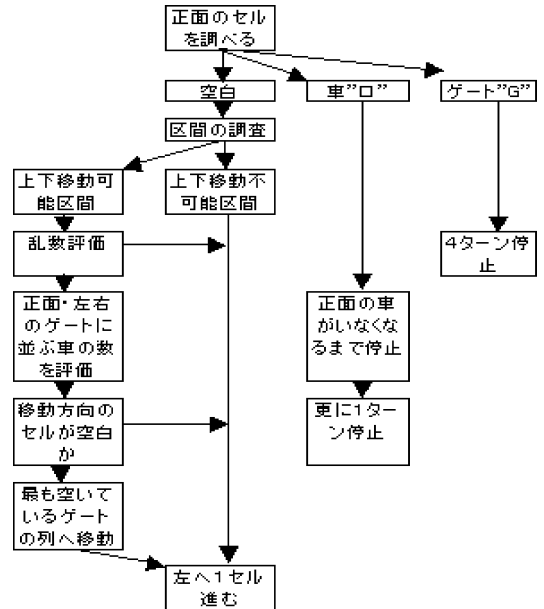 正面のセル
を調べる
空白
車"ロ"
ゲート"G"
区間の調査
上下移動可
能区間
上下移動不
可能区間
乱数評価
4ターン停
止
正面・左右
のゲートに
並ぶ車の数
を評価
正面の車
がいなくな
るまで停止
移動方向の
セルが空白
か
更に1ター
ン停止
最も空いて
いるゲート
の列へ移動
左へ1セル
進む